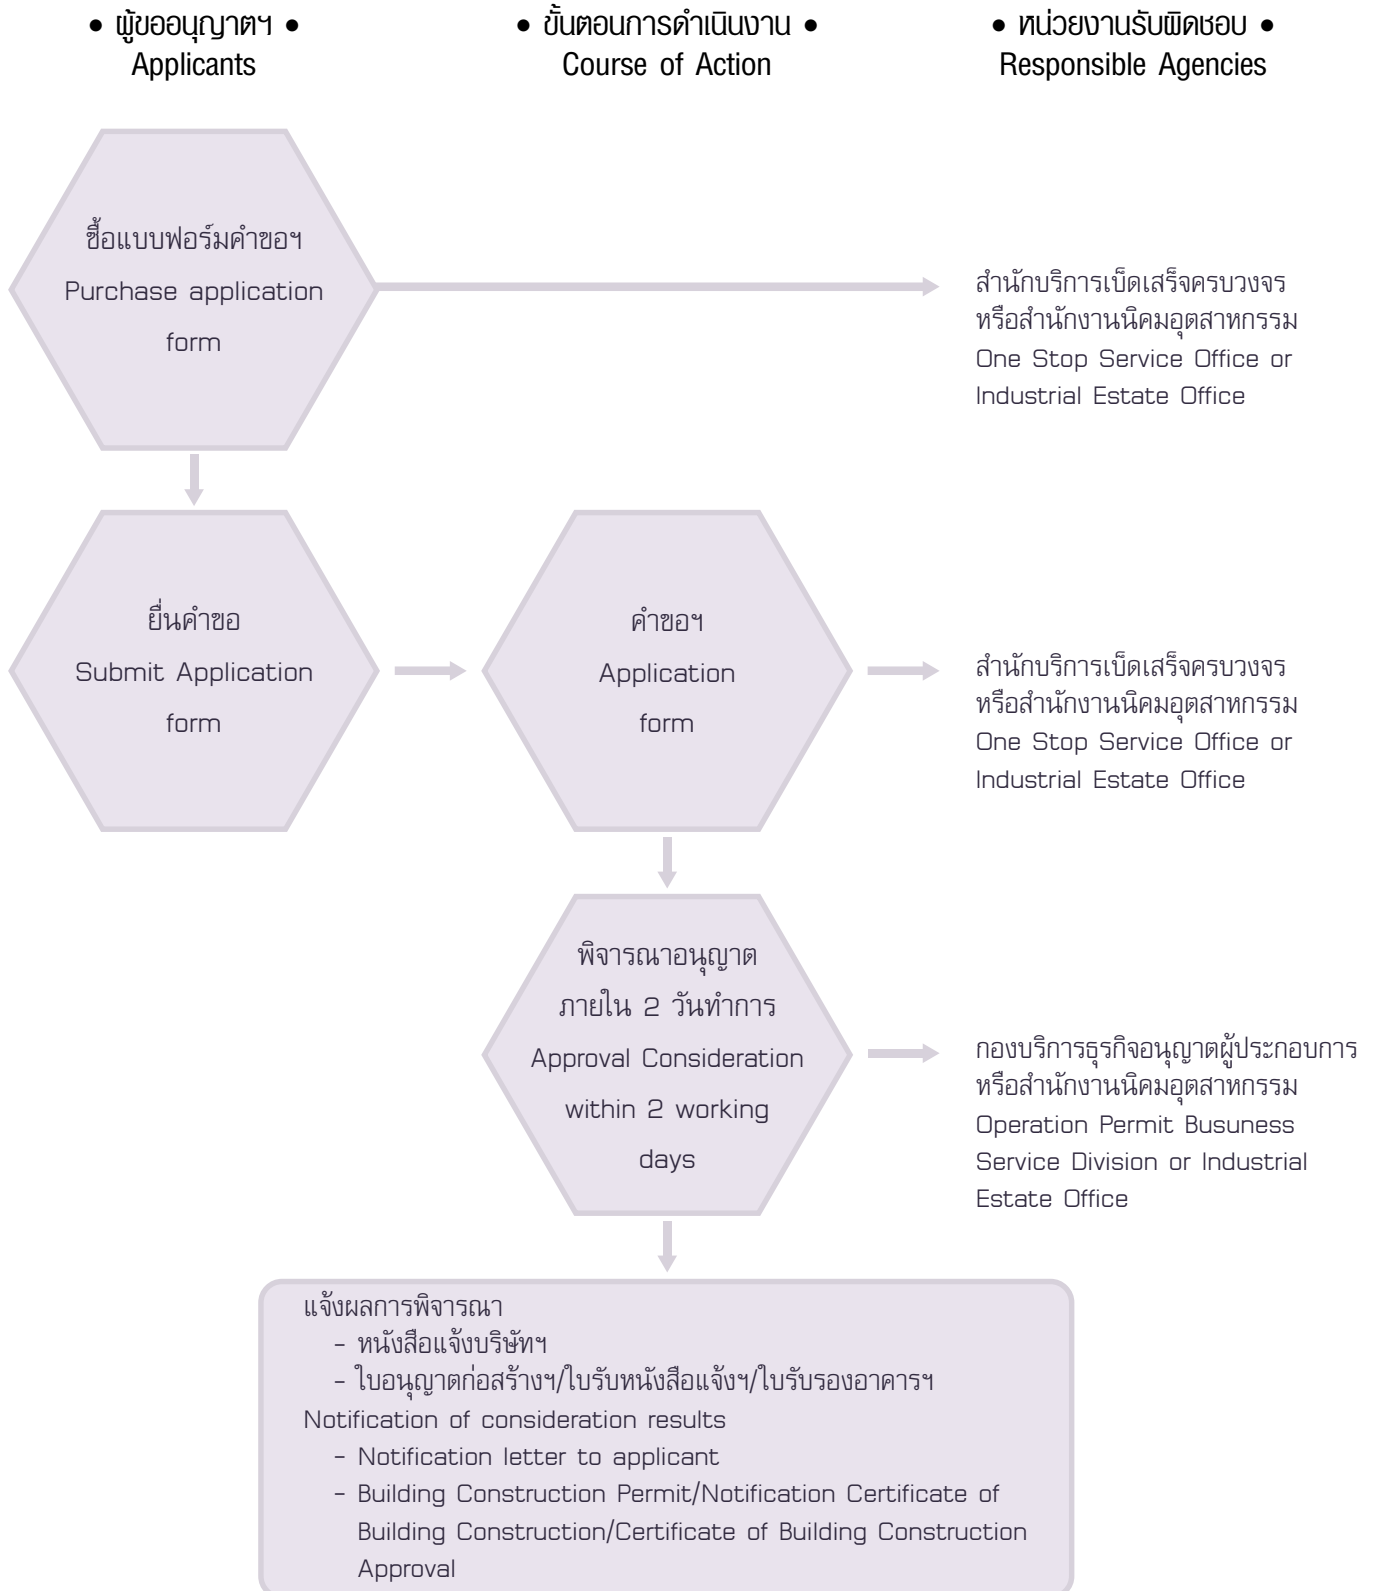 • ผู้ขออนุญาตฯ •
Applicants
• ขั้นตอนการดำเนินงาน •
Course of Action
• หน่วยงานรับผิดชอบ •
Responsible Agencies
ซื้อแบบฟอร์มคำขอฯ
Purchase application
form
สำนักบริการเบ็ดเสร็จครบวงจร
หรือสำนักงานนิคมอุตสาหกรรม
One Stop Service Office or
Industrial Estate Office
ยื่นคำขอ
Submit Application
form
คำขอฯ
Application
form
สำนักบริการเบ็ดเสร็จครบวงจร
หรือสำนักงานนิคมอุตสาหกรรม
One Stop Service Office or
Industrial Estate Office
พิจารณาอนุญาต
ภายใน 2 วันทำการ
Approval Consideration
within 2 working
days
กองบริการธุรกิจอนุญาตผู้ประกอบการ
หรือสำนักงานนิคมอุตสาหกรรม
Operation Permit Busuness
Service Division or Industrial
Estate Office
แจ้งผลการพิจารณา
- หนังสือแจ้งบริษัทฯ
- ใบอนุญาตก่อสร้างฯ/ใบรับหนังสือแจ้งฯ/ใบรับรองอาคารฯ
Notification of consideration results
- Notification letter to applicant
- Building Construction Permit/Notification Certificate of
Building Construction/Certificate of Building Construction
Approval